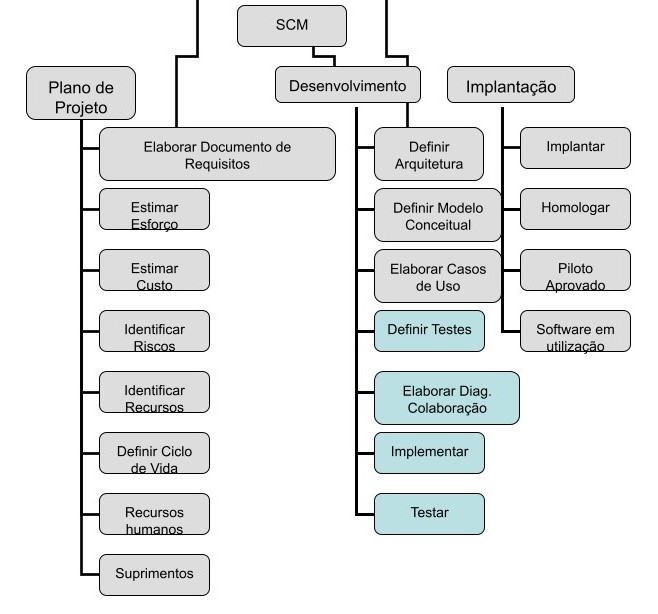 SCM
Plano de
Projeto
Elaborar Documento de
Requisitos
Estimar
Esforço
Estimar
Custo
Identificar
Riscos
Identificar
Recursos
Definir Ciclo
de Vida
Recursos
humanos
Suprimentos
Desenvolvimento
Definir
Arquitetura
Definir Modelo
Conceitual
Elaborar Casos
de Uso
Definir Testes
Elaborar Diag.
Colaboração
Implementar
Testar
Implantação
Implantar
Homologar
Piloto
Aprovado
Software em
utilização